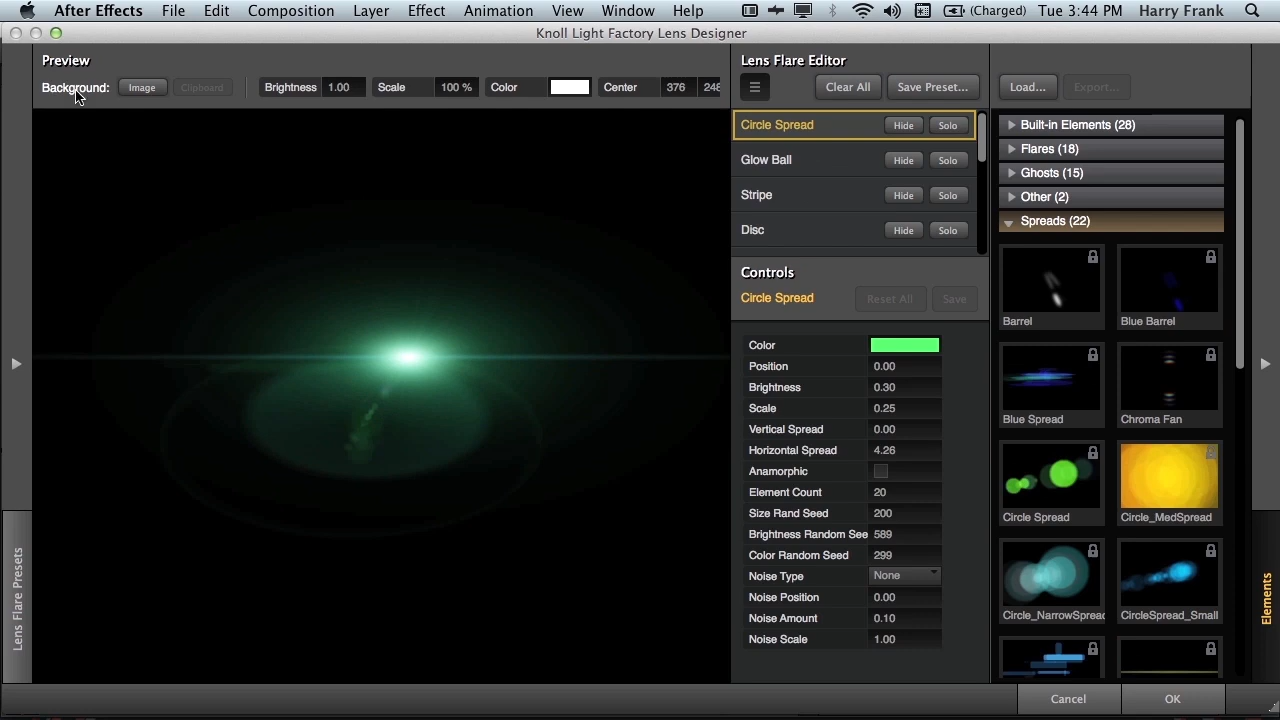 After Effects File Edit Composition Layer Effect Animation View Window Help (Charged) Tue 3:44 PM Harry Frank
Knoll Light Factory Lens Designer
Preview
Background: Image Clipboard Brightness 1.00 Scale 100 % Color Center 376 248
Lens Flare Presets
Lens Flare Editor
Clear All Save Preset...
Circle Spread Hide Solo
Glow Ball Hide Solo
Stripe Hide Solo
Disc Hide Solo
Controls
Circle Spread Reset All Save
Color
Position 0.00
Brightness 0.30
Scale 0.25
Vertical Spread 0.00
Horizontal Spread 4.26
Anamorphic
Element Count 20
Size Rand Seed 200
Brightness Random See 589
Color Random Seed 299
Noise Type None
Noise Position 0.00
Noise Amount 0.10
Noise Scale 1.00
Load... Export...
Built-in Elements (28)
Flares (18)
Ghosts (15)
Other (2)
Spreads (22)
Barrel Blue Barrel
Blue Spread Chroma Fan
Circle Spread Circle_MedSpread
Circle_NarrowSpread CircleSpread_Small
Elements
Cancel OK